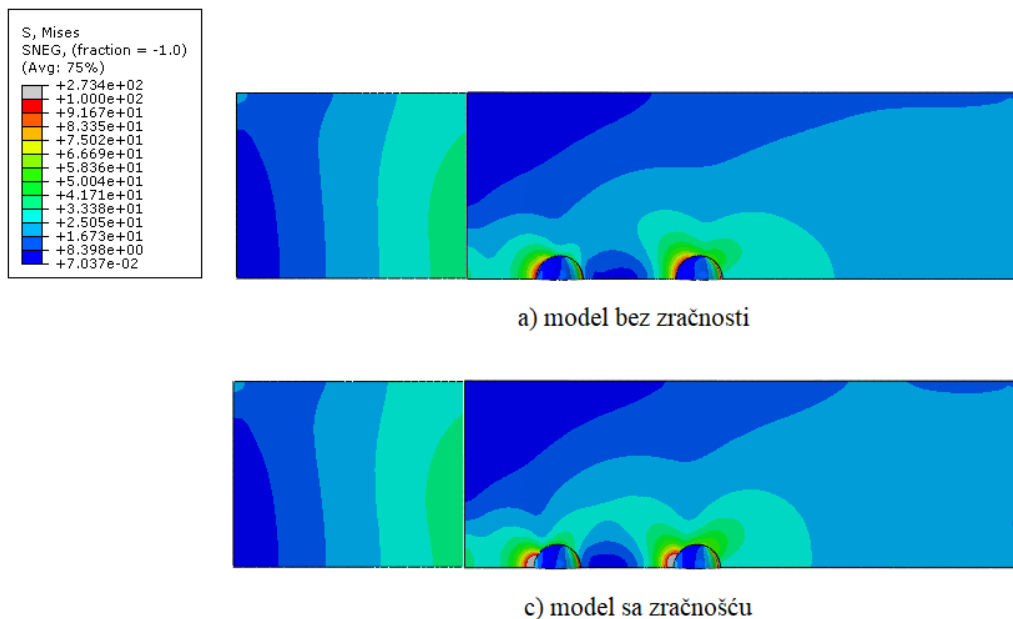 S, Mises
SNEG, (fraction = -1.0)
(Avg: 75%)
+2.734e+02
+1.000e+02
+9.167e+01
+8.335e+01
+7.502e+01
+6.669e+01
+5.836e+01
+5.004e+01
+4.171e+01
+3.338e+01
+2.505e+01
+1.673e+01
+8.398e+00
+7.037e-02
a) model bez zračnosti
c) model sa zračnošću